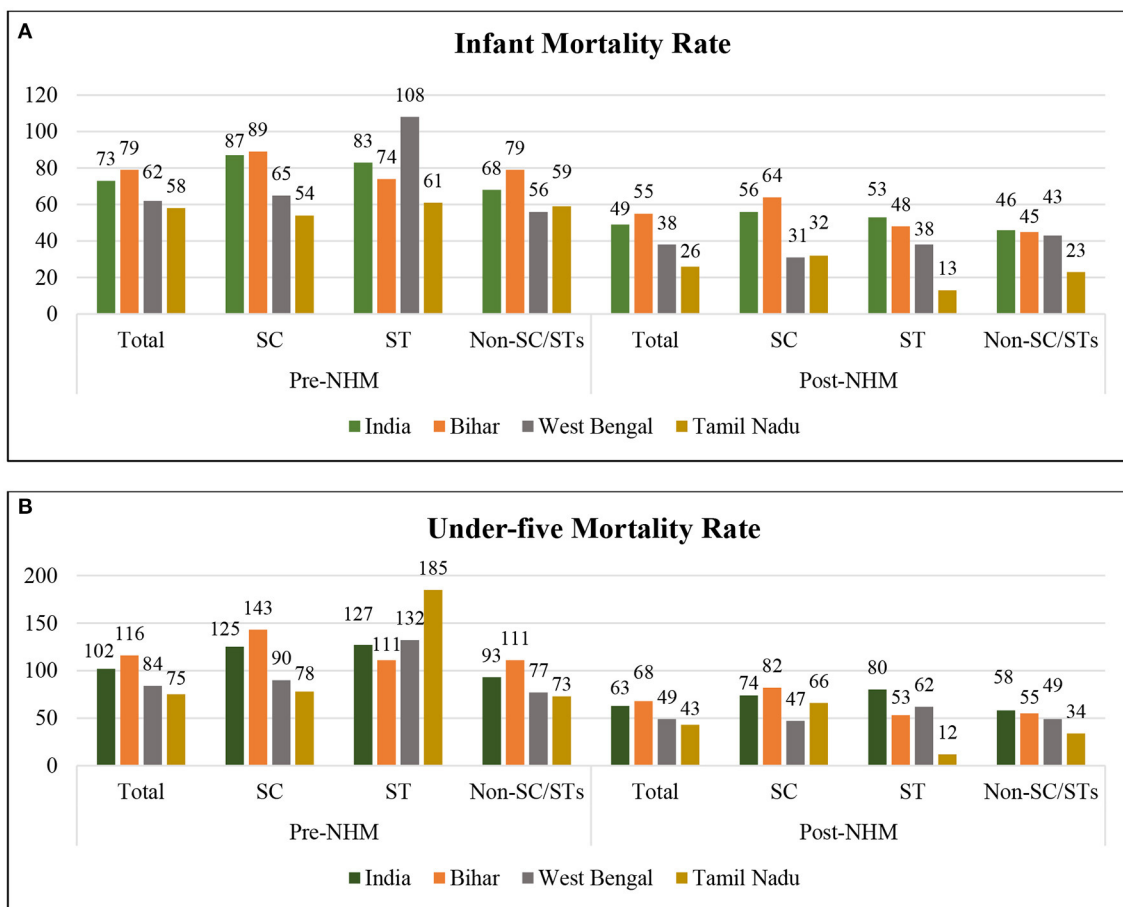 A
Infant Mortality Rate
120
100
80
60
40
20
0
73 79 62 58
87 89 65 54
83 74 108 61
68 79 56 59
49 55 38 26
56 64 31 32
53 48 38 13
46 45 43 23
Total SC ST Non-SC/STs Total SC ST Non-SC/STs
Pre-NHM Post-NHM
India Bihar West Bengal Tamil Nadu
B
Under-five Mortality Rate
200
150
100
50
0
102 116 84 75
125 143 90 78
127 111 132 185
93 111 77 73
63 68 49 43
74 82 47 66
80 53 62 12
58 55 49 34
Total SC ST Non-SC/STs Total SC ST Non-SC/STs
Pre-NHM Post-NHM
India Bihar West Bengal Tamil Nadu